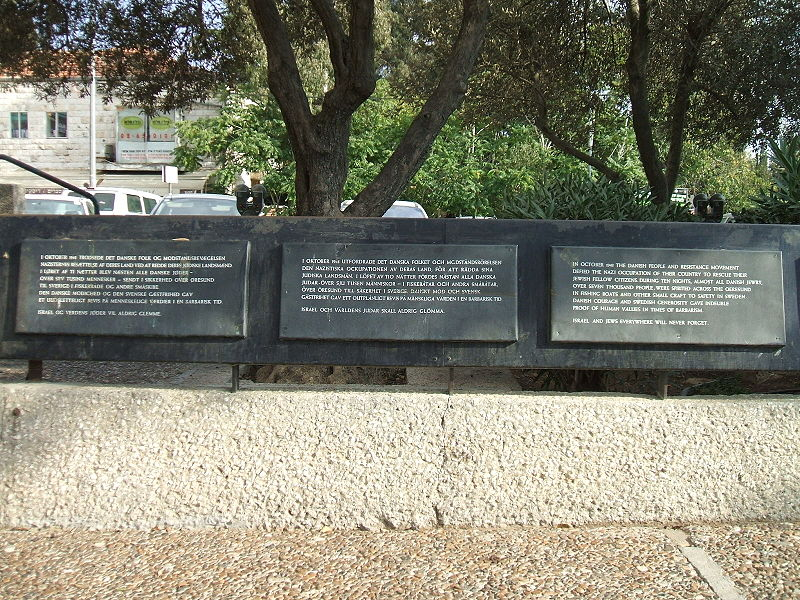 I OKTOBER 1943 TRODSEDE DET DANSKE FOLK OG MODSTANDSBEVÆGELSEN
NAZISTERNES BESÆTTELSE AF DERES LAND VED AT REDDE DERES JØDISKE LANDSMÆND.
I LØBET AF TI NÆTTER BLEV NÆSTEN ALLE DANSKE JØDER -
OVER SYV TUSIND MENNESKER - SENDT I SIKKERHED OVER ØRESUND
TIL SVERIGE I FISKERBÅDE OG ANDRE SMÅSKIBE.
DEN DANSKE MODIGHED OG DEN SVENSKE GÆSTFRIHED GAV
ET USLETTELIGT BEVIS PÅ MENNESKELIGE VÆRDIER I EN BARBARISK TID.
ISRAEL OG VERDENS JØDER VIL ALDRIG GLEMME.
I OKTOBER 1943 UTFORDRADE DET DANSKA FOLKET OCH MOTSTÅNDSRÖRELSEN
DEN NAZISTISKA OCKUPATIONEN AV DERAS LAND, FÖR ATT RÄDDA SINA
JUDISKA LANDSMÄN. I LÖPET AV TI NÄTTER FÖRDES NÄSTAN ALLA DANSKA
JUDAR-ÖVER SJU TUSEN MÄNNISKOR - I FISKEBÅTAR OCH ANDRA SMÅBÅTAR,
ÖVER ÖRESUND TILL SÄKERHET I SVERIGE. DANSKT MOD OCH SVENSK
GÄSTFRIHET GAV ETT OUTPLÅNLIGT BEVIS PÅ MÄNSKLIGA VÄRDEN I EN BARBARISK TID.
ISRAEL OCH VÄRLDENS JUDAR SKALL ALDRIG GLÖMMA.
IN OCTOBER 1943 THE DANISH PEOPLE AND RESISTANCE MOVEMENT
DEFIED THE NAZI OCCUPATION OF THEIR COUNTRY TO RESCUE THEIR
JEWISH FELLOW CITIZENS. DURING TEN NIGHTS, ALMOST ALL DANISH JEWRY,
OVER SEVEN THOUSAND PEOPLE, WERE SPIRITED ACROSS THE ØRESUND
IN FISHING BOATS AND OTHER SMALL CRAFT TO SAFETY IN SWEDEN.
DANISH COURAGE AND SWEDISH GENEROSITY GAVE INDELIBLE
PROOF OF HUMAN VALUES IN TIMES OF BARBARISM.
ISRAEL AND JEWS EVERYWHERE WILL NEVER FORGET.